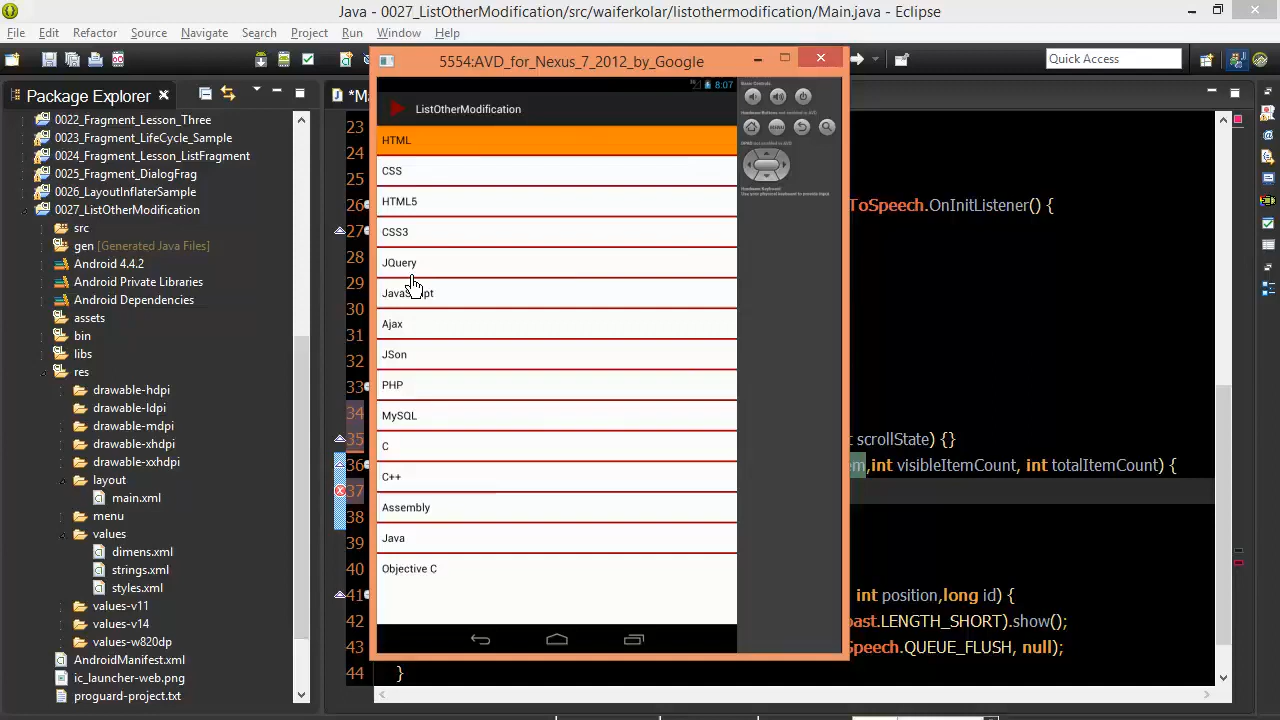 Java - 0027_ListOtherModification/src/waiferkolar/listothermodification/Main.java - Eclipse
File Edit Refactor Source Navigate Search Project Run Window Help
Quick Access
5554:AVD_for_Nexus_7_2012_by_Google
Package Explorer
0022_Fragment_Lesson_Three
0023_Fragment_LifeCycle_Sample
0025_Fragment_DialogFrag
0026_LayoutInflaterSample
0027_ListOtherModification
src
gen [Generated Java Files]
Android 4.4.2
Android Private Libraries
Android Dependencies
assets
bin
libs
res
drawable-hdpi
drawable-ldpi
drawable-mdpi
drawable-xhdpi
drawable-xxhdpi
layout
main.xml
menu
values
dimens.xml
strings.xml
styles.xml
values-v11
values-v14
values-w820dp
AndroidManifest.xml
ic_launcher-web.png
proguard-project.txt
8:07
ListOtherModification
HTML
CSS
HTML5
CSS3
JQuery
Ajax
JSon
PHP
MySQL
C
C++
Assembly
Java
Objective C
Basic Controls
MENU
23
24
25
26 ToSpeech.OnInitListener() {
27
28
29
30
31
32
33
34
35 scrollState) {}
36 em,int visibleItemCount, int totalItemCount) {
37
38
39
40
41 int position,long id) {
42 ast.LENGTH_SHORT).show();
43 Speech.QUEUE_FLUSH, null);
44 }